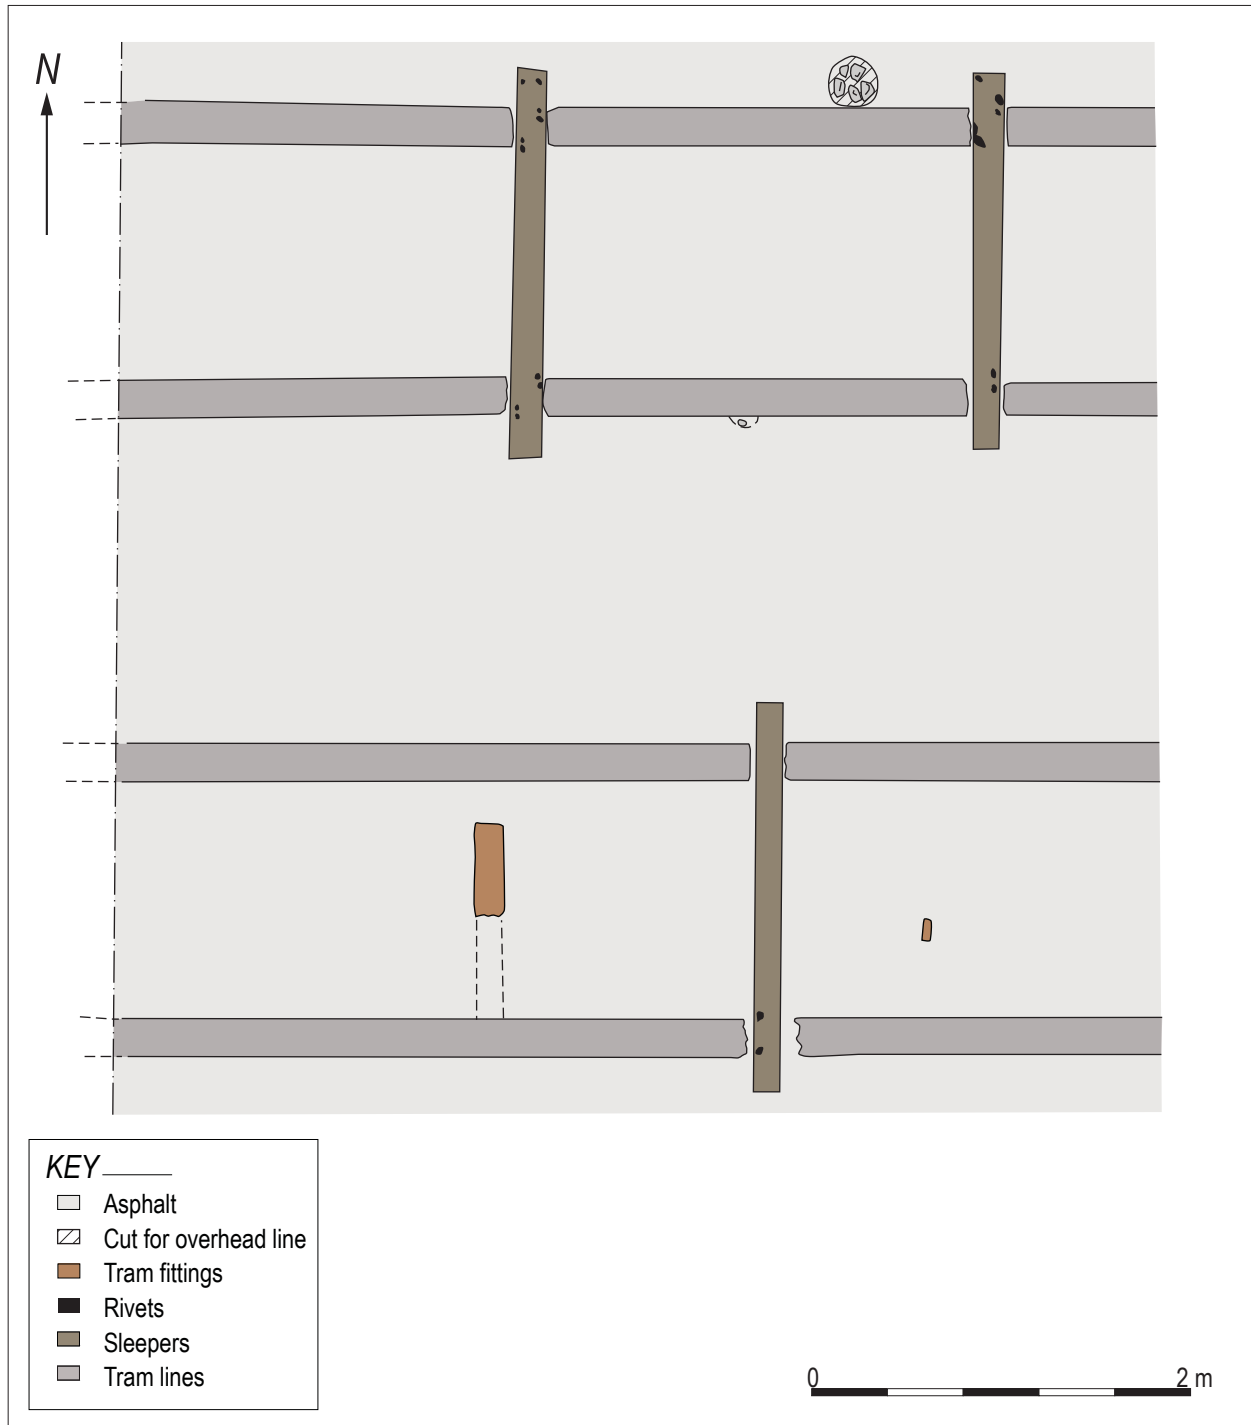 N
KEY
Asphalt
Cut for overhead line
Tram fittings
Rivets
Sleepers
Tram lines
0 2 m